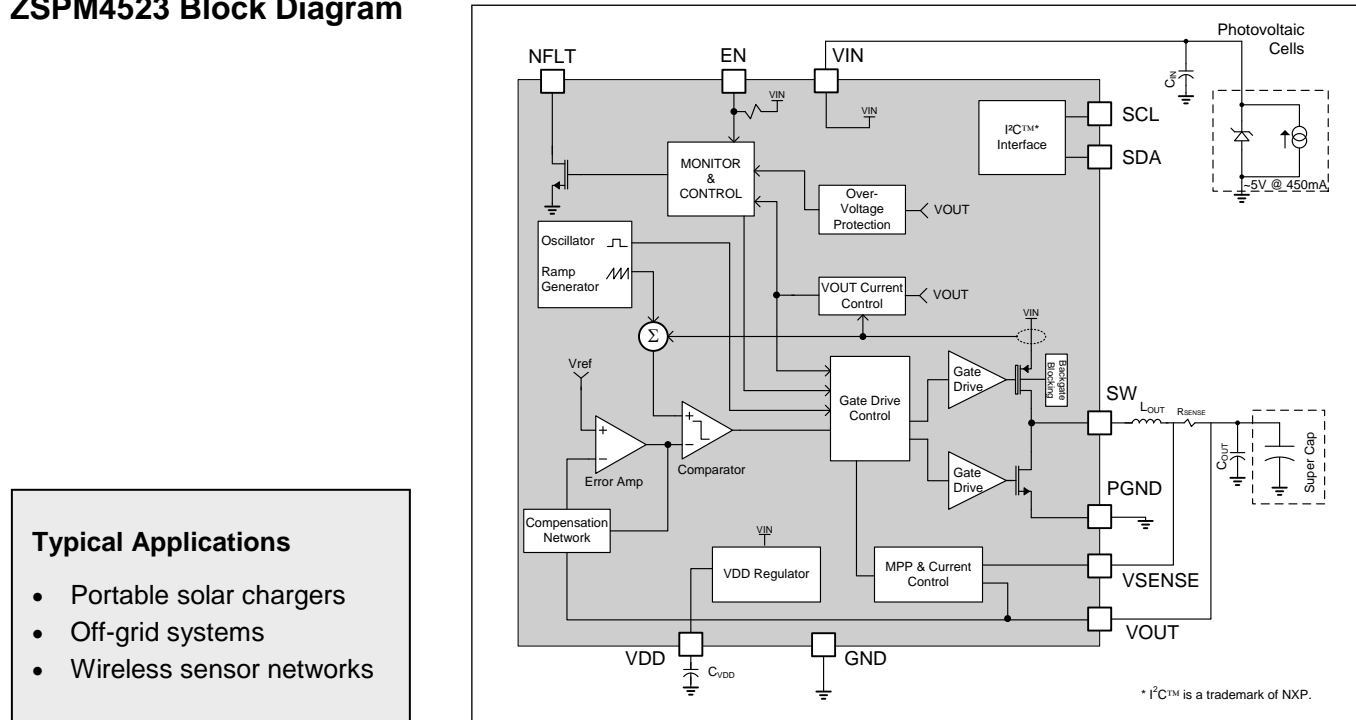 ZSPM4523 Block Diagram
Photovoltaic
Cells
NFLT
EN
VIN
CIN
VIN
VIN
I²C™*
Interface
SCL
SDA
~5V @ 450mA
MONITOR
&
CONTROL
Over-
Voltage
Protection
VOUT
Oscillator
Ramp
Generator
VOUT Current
Control
VOUT
Σ
VIN
Vref
Gate
Drive
Backgate
Blocking
Gate Drive
Control
SW
LOUT
RSENSE
COUT
Super Cap
+
−
Error Amp
+
−
Comparator
Gate
Drive
PGND
Compensation
Network
VIN
VDD Regulator
MPP & Current
Control
VSENSE
VOUT
VDD
CVDD
GND
* I²C™ is a trademark of NXP.
Typical Applications
• Portable solar chargers
• Off-grid systems
• Wireless sensor networks